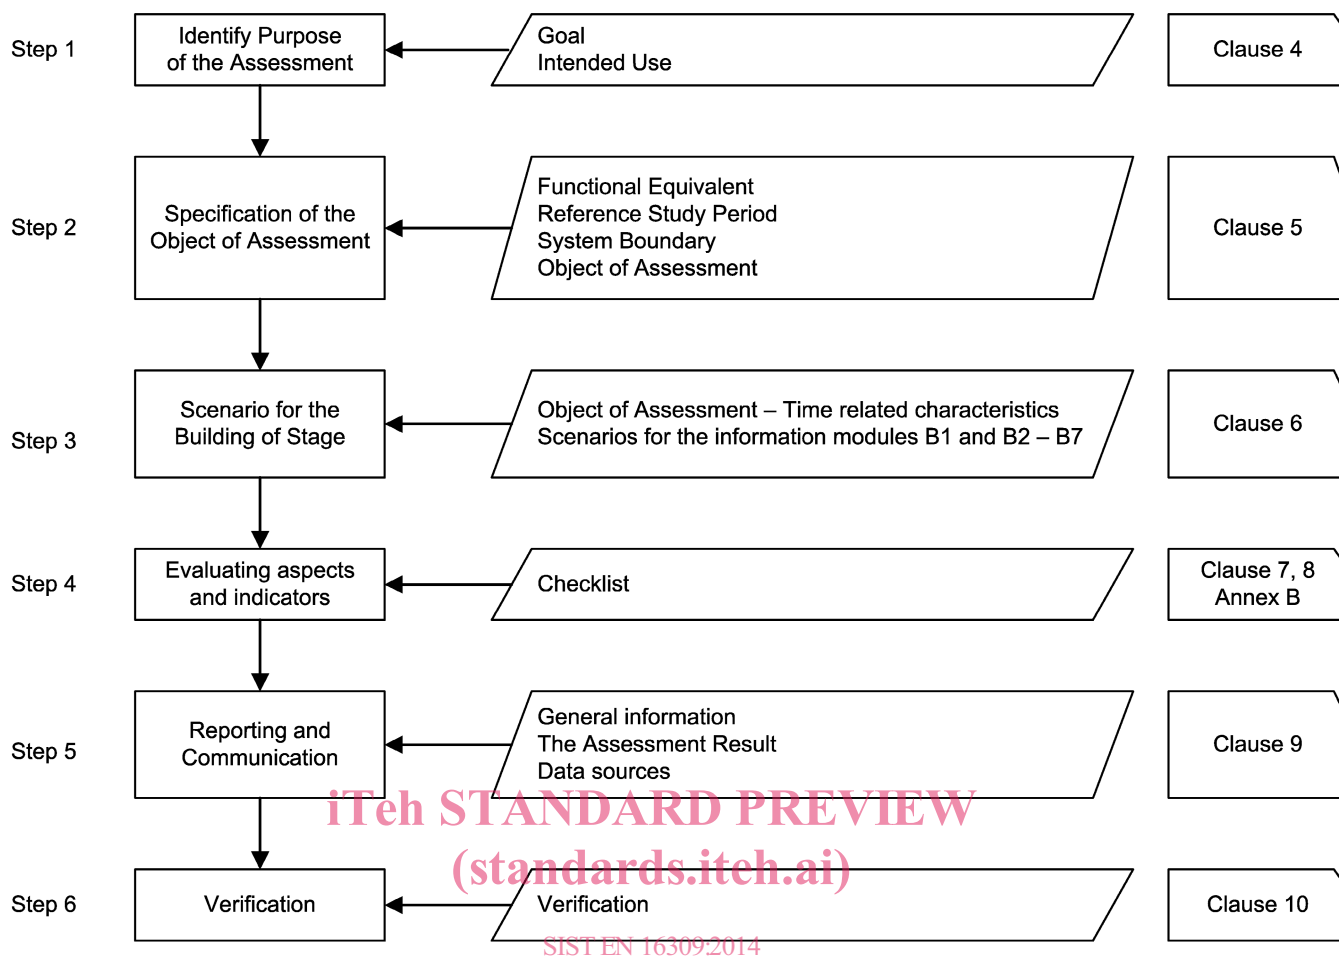 Step 1
Identify Purpose
of the Assessment
Goal
Intended Use
Clause 4
Step 2
Specification of the
Object of Assessment
Functional Equivalent
Reference Study Period
System Boundary
Object of Assessment
Clause 5
Step 3
Scenario for the
Building of Stage
Object of Assessment – Time related characteristics
Scenarios for the information modules B1 and B2 – B7
Clause 6
Step 4
Evaluating aspects
and indicators
Checklist
Clause 7, 8
Annex B
Step 5
Reporting and
Communication
General information
The Assessment Result
Data sources
Clause 9
iTeh STANDARD PREVIEW
(standards.iteh.ai)
Step 6
Verification
Verification
Clause 10
SIST EN 16309:2014